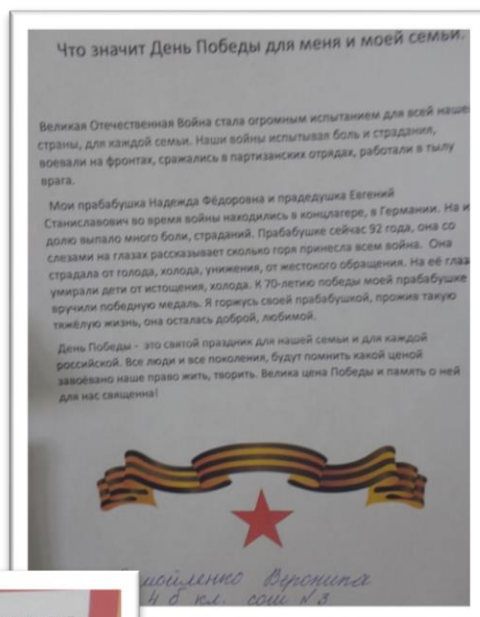 Что значит День Победы для меня и моей семьи.
Великая Отечественная Война стала огромным испытанием для всей наше
страны, для каждой семьи. Наши войны испытывая боль и страдания,
воевали на фронтах, сражались в партизанских отрядах, работали в тылу
врага.
Мои прабабушка Надежда Фёдоровна и прадедушка Евгений
Станиславович во время войны находились в концлагере, в Германии. На и
долю выпало много боли, страданий. Прабабушке сейчас 92 года, она со
слезами на глазах рассказывает сколько горя принесла всем война. Она
страдала от голода, холода, унижения, от жестокого обращения. На её глаз
умирали дети от истощения, холода. К 70-летию победы моей прабабушке
вручили победную медаль. Я горжусь своей прабабушкой, прожив такую
тяжёлую жизнь, она осталась доброй, любимой.
День Победы - это святой праздник для нашей семьи и для каждой
российской. Все люди и все поколения, будут помнить какой ценой
завоёвано наше право жить, творить. Велика цена Победы и память о ней
для нас священна!
мойленко Вероника
4 б кл. сош №3